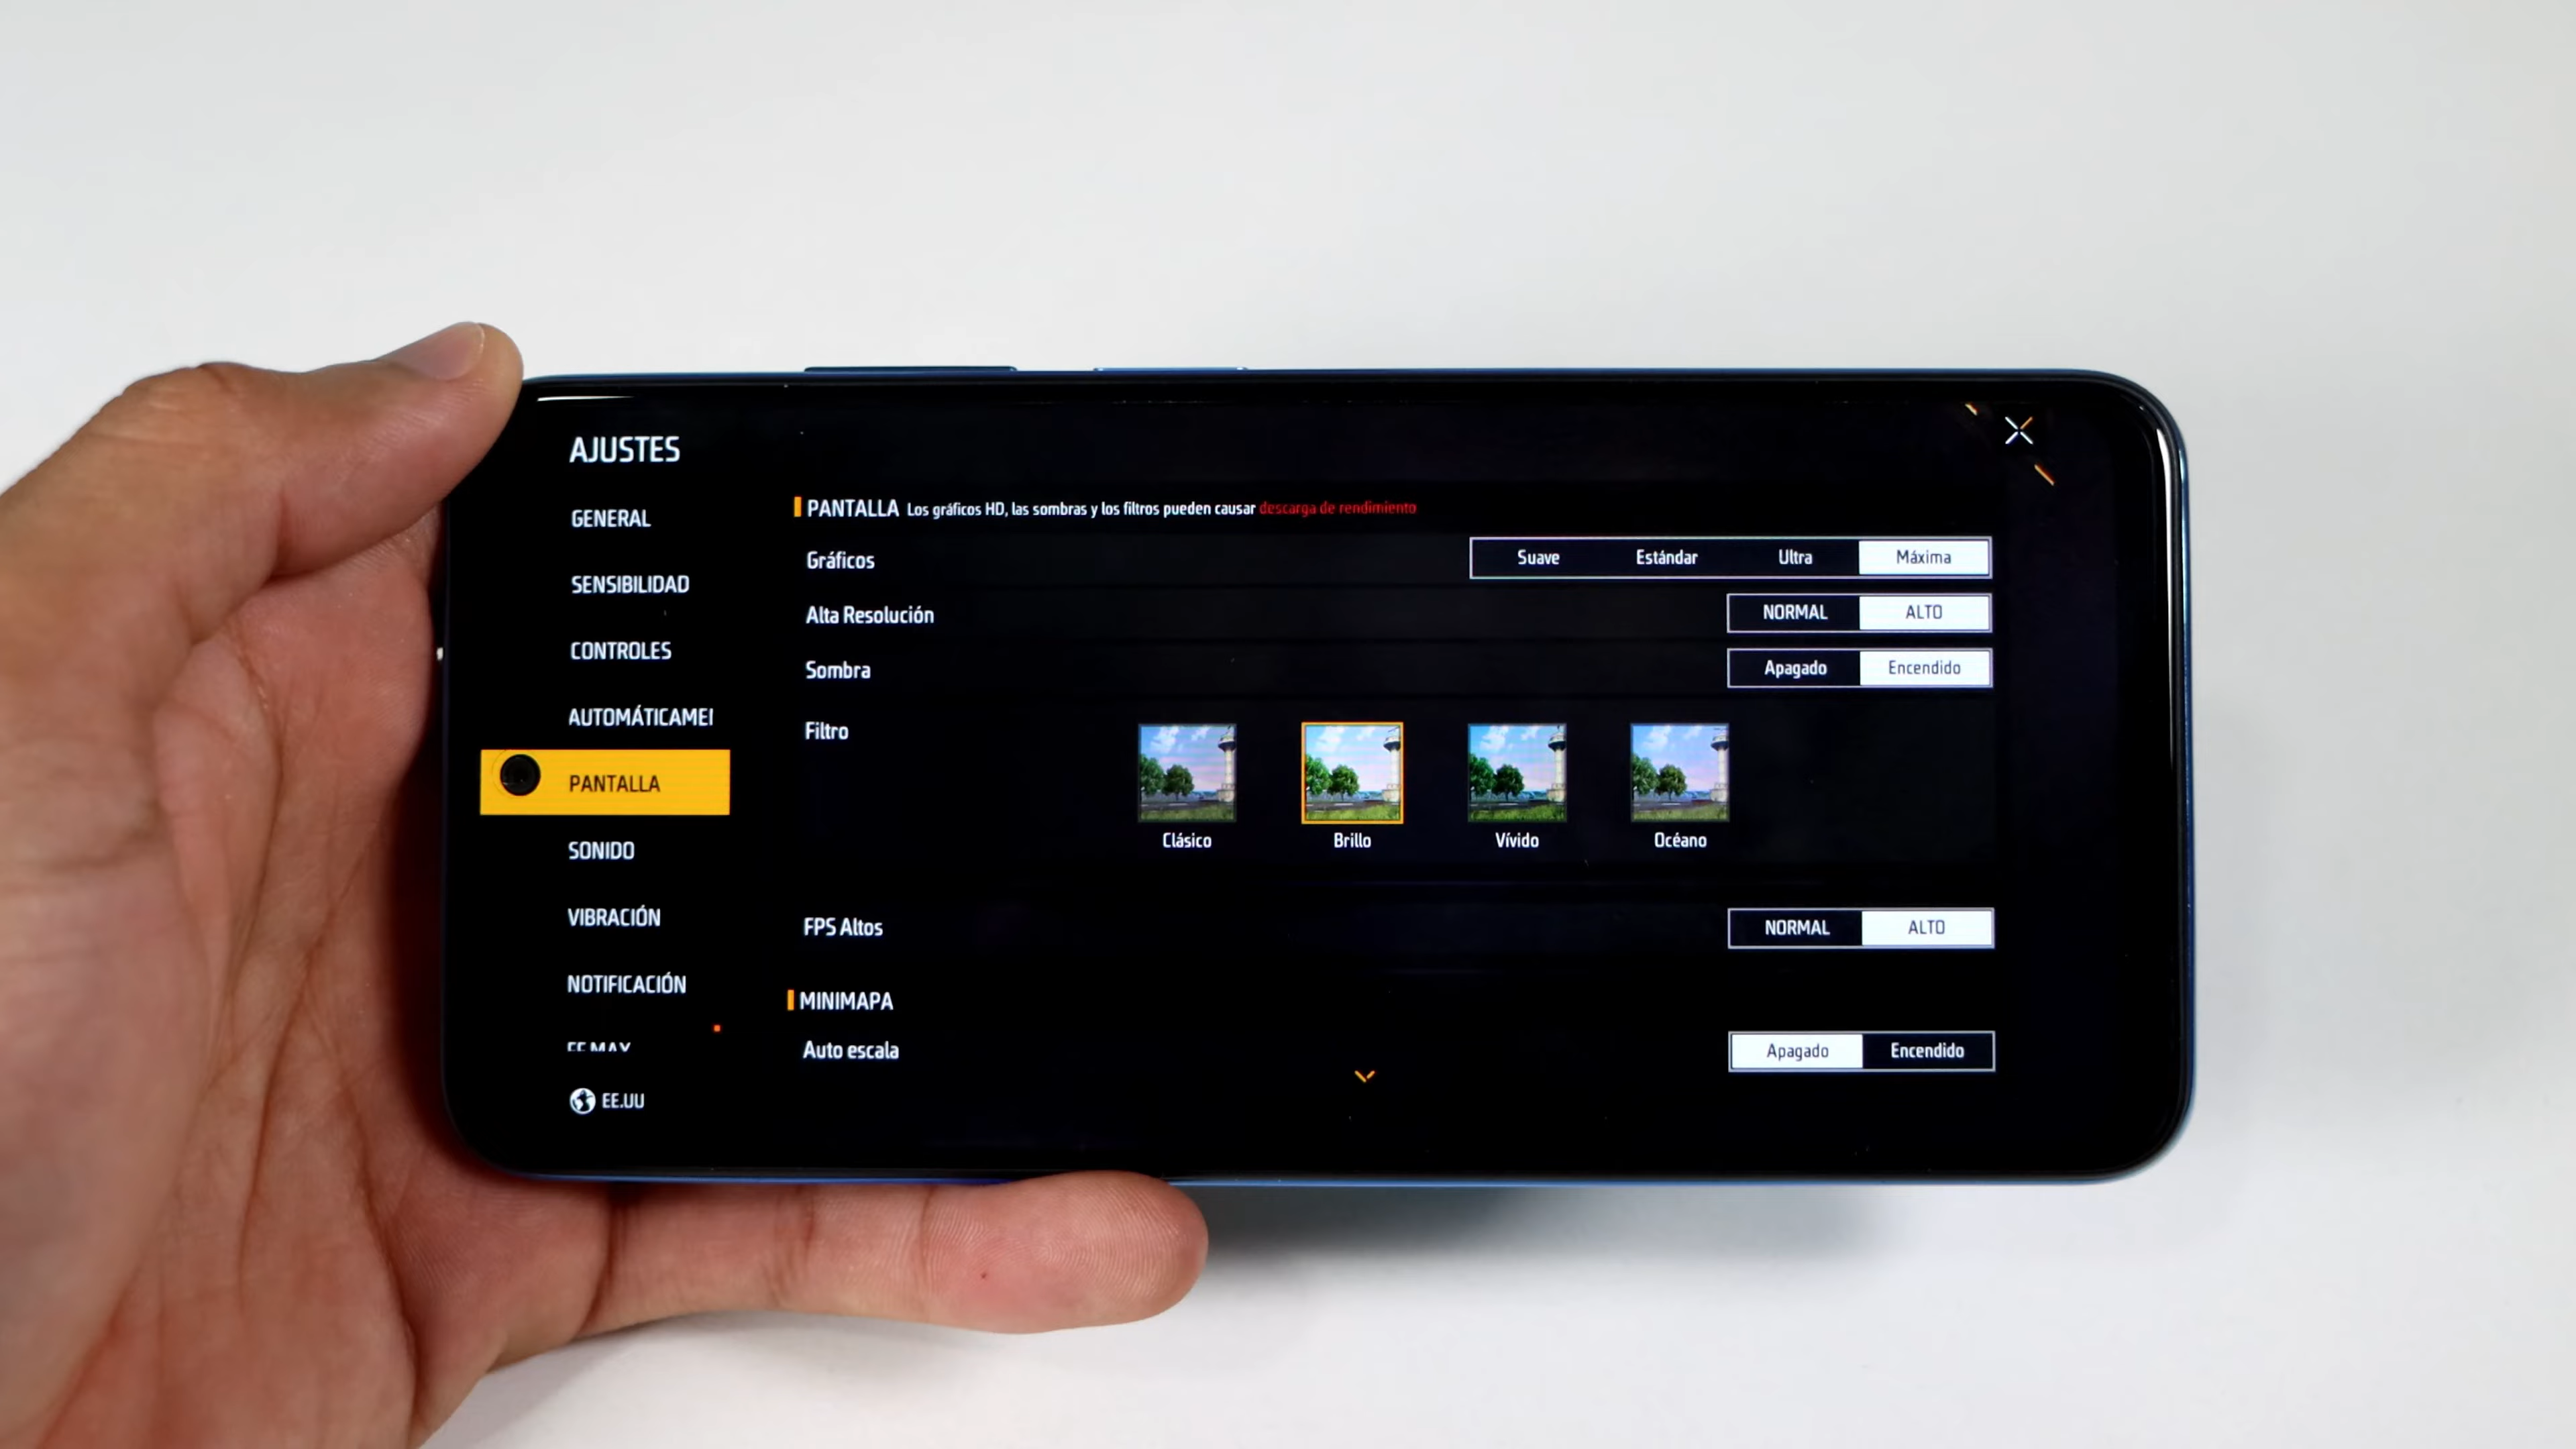 AJUSTES
GENERAL
SENSIBILIDAD
CONTROLES
AUTOMÁTICAMEI
PANTALLA
SONIDO
VIBRACIÓN
NOTIFICACIÓN
FF MAX
EE.UU
PANTALLA Los gráficos HD, las sombras y los filtros pueden causar descarga de rendimiento
Gráficos Suave Estándar Ultra Máxima
Alta Resolución NORMAL ALTO
Sombra Apagado Encendido
Filtro
Clásico Brillo Vívido Océano
FPS Altos NORMAL ALTO
MINIMAPA
Auto escala Apagado Encendido